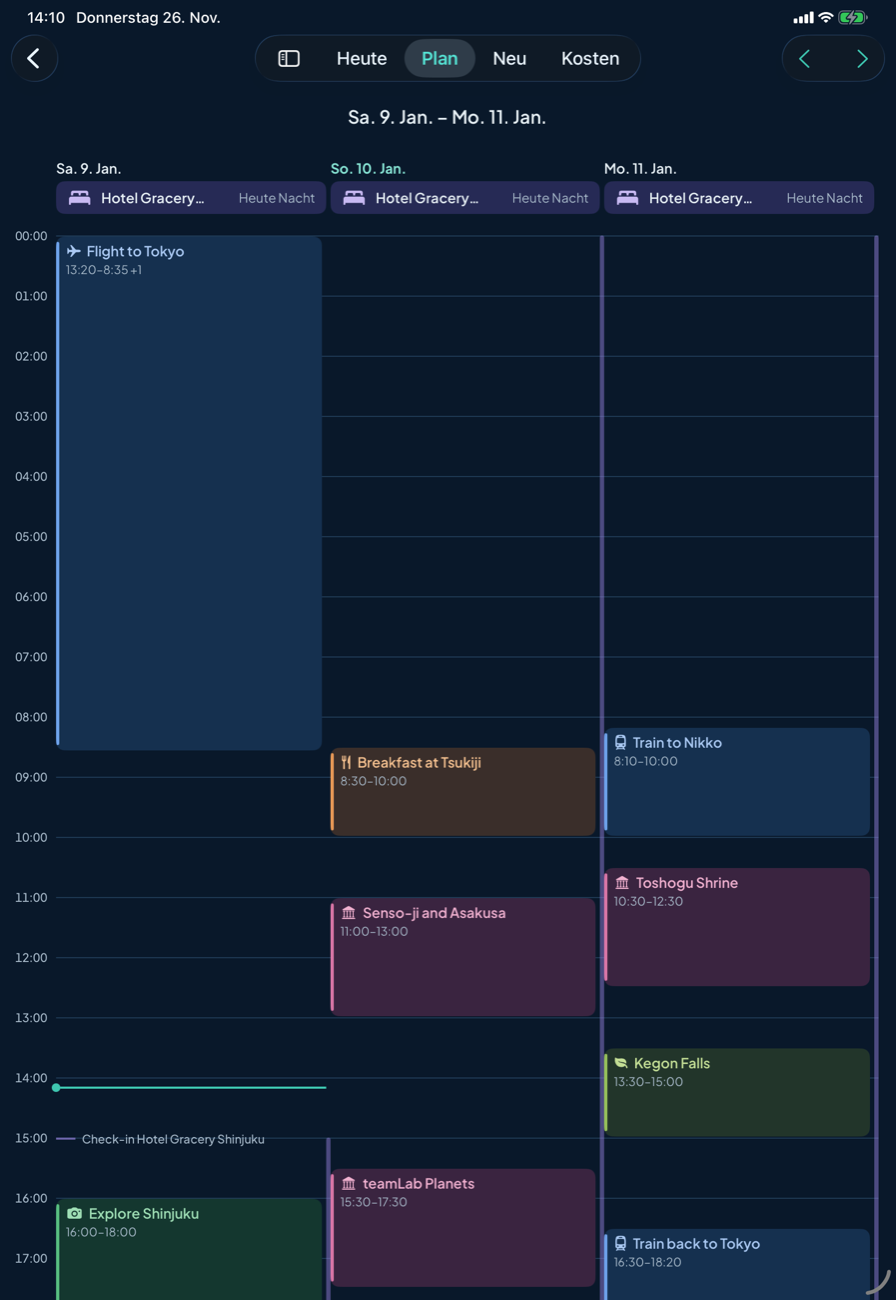 14:10 Donnerstag 26. Nov.
Heute Plan Neu Kosten
Sa. 9. Jan. – Mo. 11. Jan.
Sa. 9. Jan. So. 10. Jan. Mo. 11. Jan.
Hotel Gracery... Heute Nacht Hotel Gracery... Heute Nacht Hotel Gracery... Heute Nacht
00:00
Flight to Tokyo
13:20–8:35 +1
01:00
02:00
03:00
04:00
05:00
06:00
07:00
08:00
Train to Nikko
8:10–10:00
Breakfast at Tsukiji
8:30–10:00
09:00
10:00
Toshogu Shrine
10:30–12:30
11:00
Senso-ji and Asakusa
11:00–13:00
12:00
13:00
Kegon Falls
13:30–15:00
14:00
15:00
Check-in Hotel Gracery Shinjuku
teamLab Planets
15:30–17:30
16:00
Explore Shinjuku
16:00–18:00
Train back to Tokyo
16:30–18:20
17:00